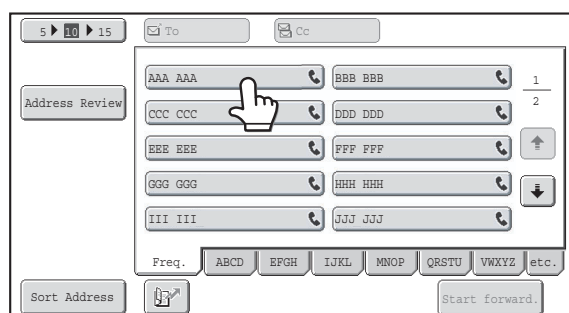 5 10 15 To Cc
AAA AAA BBB BBB 1
Address Review CCC CCC DDD DDD 2
EEE EEE FFF FFF
GGG GGG HHH HHH
III III JJJ JJJ
Freq. ABCD EFGH IJKL MNOP QRSTU VWXYZ etc.
Sort Address Start forward.